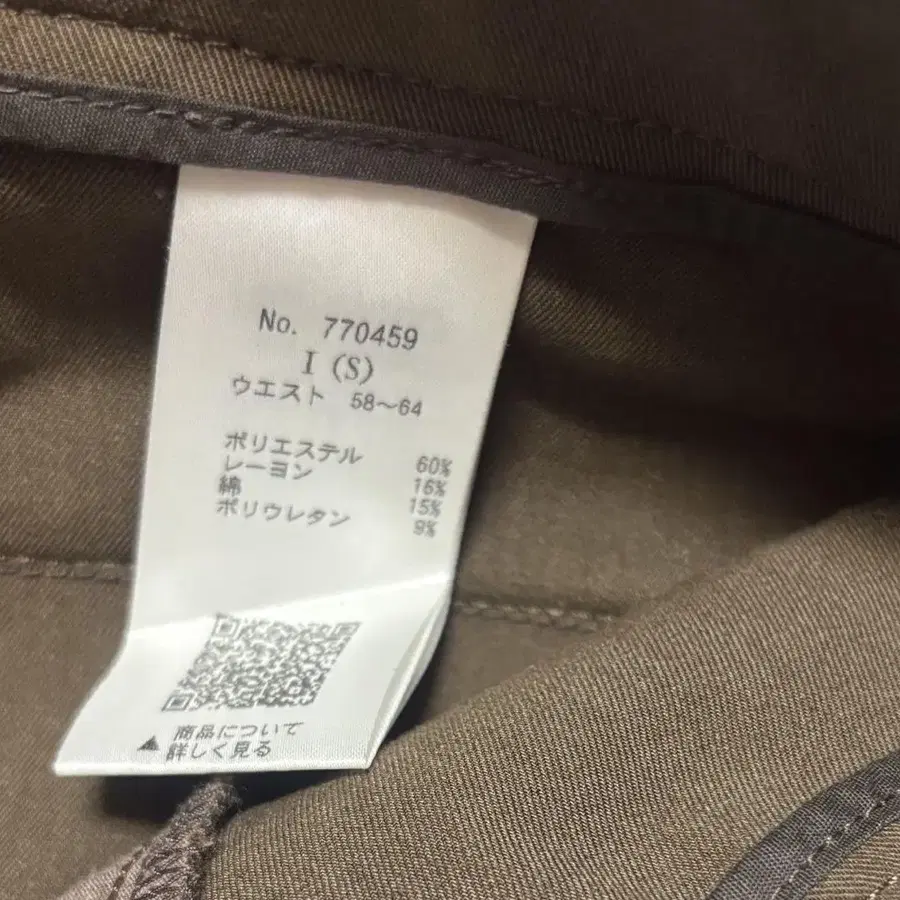 No. 770459
I (S)
ウエスト 58～64
ポリエステル 60%
レーヨン 16%
綿 15%
ポリウレタン 9%
▲ 商品について
詳しく見る